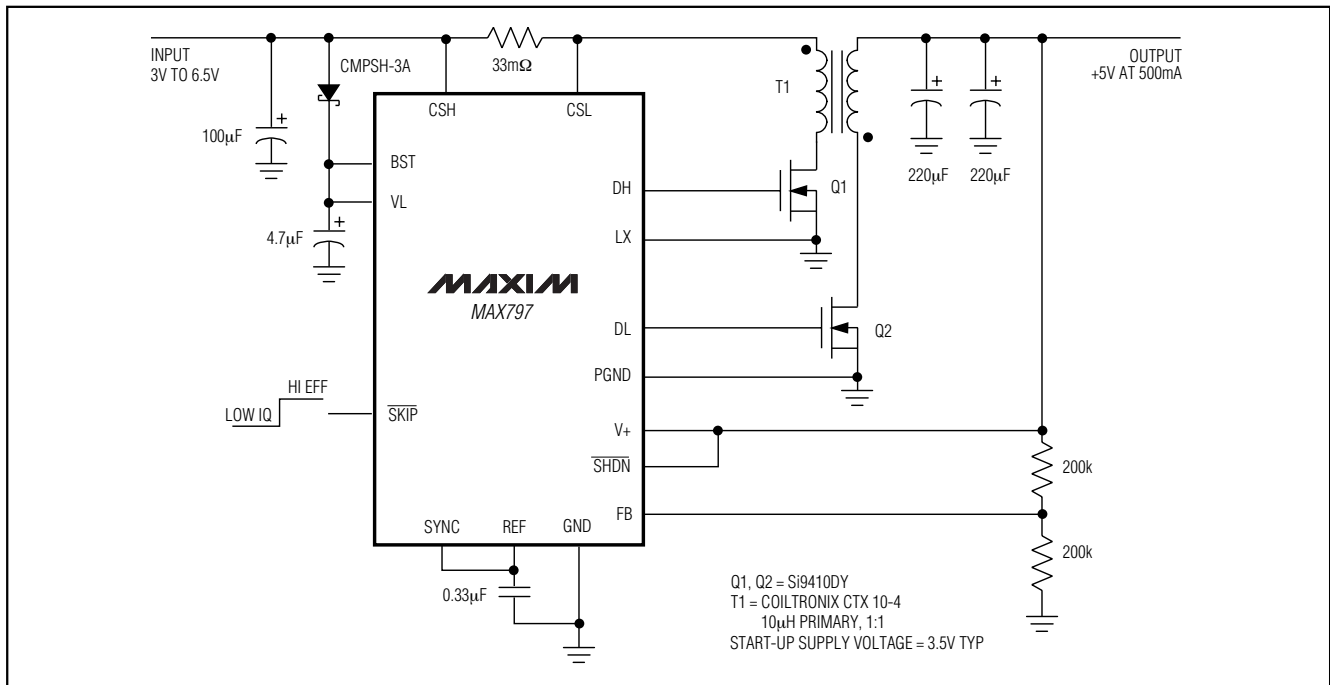 INPUT
3V TO 6.5V
CMPSH-3A
33mΩ
OUTPUT
+5V AT 500mA
T1
CSH
CSL
+
100µF
+
+
220µF
220µF
BST
DH
Q1
VL
+
4.7µF
LX
MAXIM
MAX797
DL
Q2
PGND
HI EFF
LOW IQ
SKIP
V+
SHDN
200k
FB
SYNC
REF
GND
200k
0.33µF
Q1, Q2 = Si9410DY
T1 = COILTRONIX CTX 10-4
10µH PRIMARY, 1:1
START-UP SUPPLY VOLTAGE = 3.5V TYP